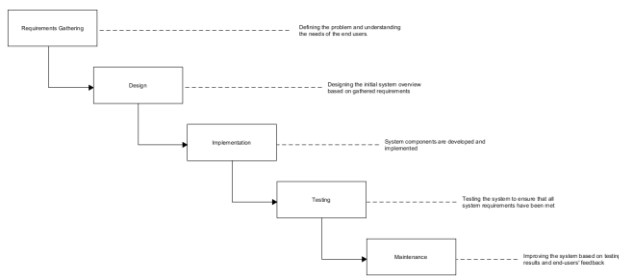 Requirements Gathering
Defining the problem and understanding
the needs of the end users.
Design
Designing the initial system overview
based on gathered requirements
Implementation
System components are developed and
implemented
Testing
Testing the system to ensure that all
system requirements have been met
Maintenance
Improving the system based on testing
results and end-users' feedback